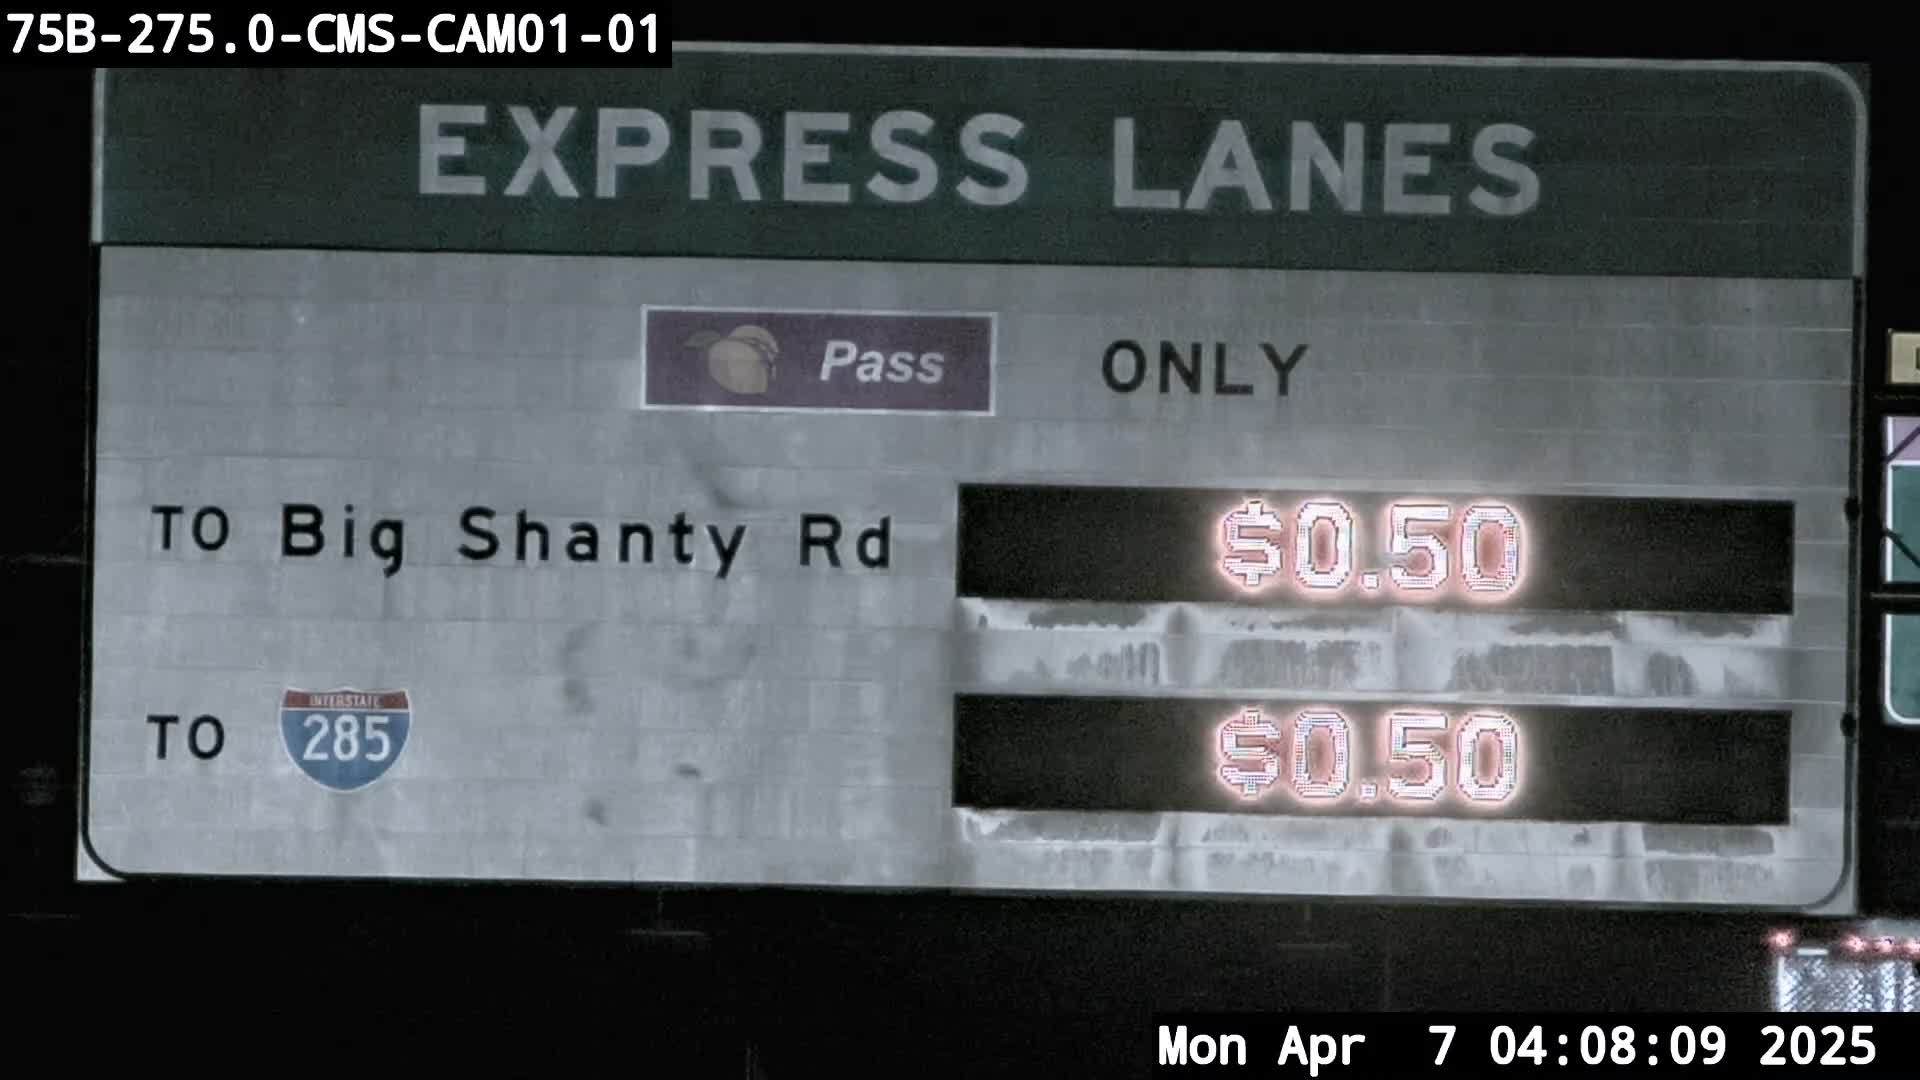 75B-275.0-CMS-CAM01-01
EXPRESS LANES
Pass ONLY
TO Big Shanty Rd $0.50
TO INTERSTATE 285 $0.50
Mon Apr 7 04:08:09 2025